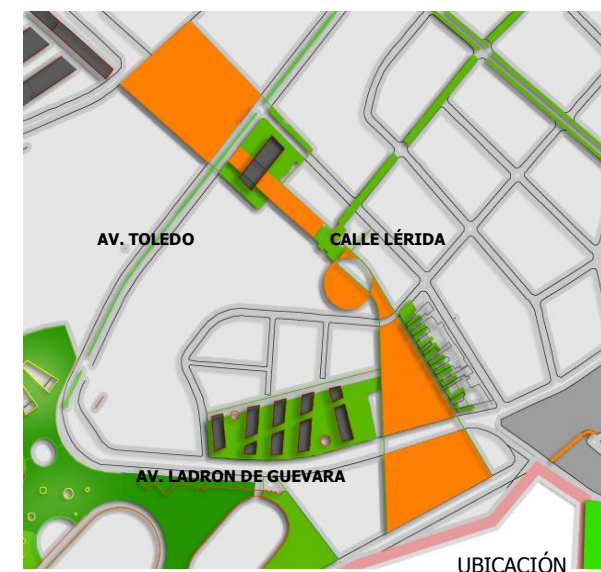 AV. TOLEDO
CALLE LÉRIDA
AV. LADRON DE GUEVARA
UBICACIÓN